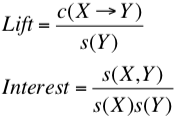 Lift = c(X → Y) / s(Y)
Interest = s(X,Y) / s(X)s(Y)